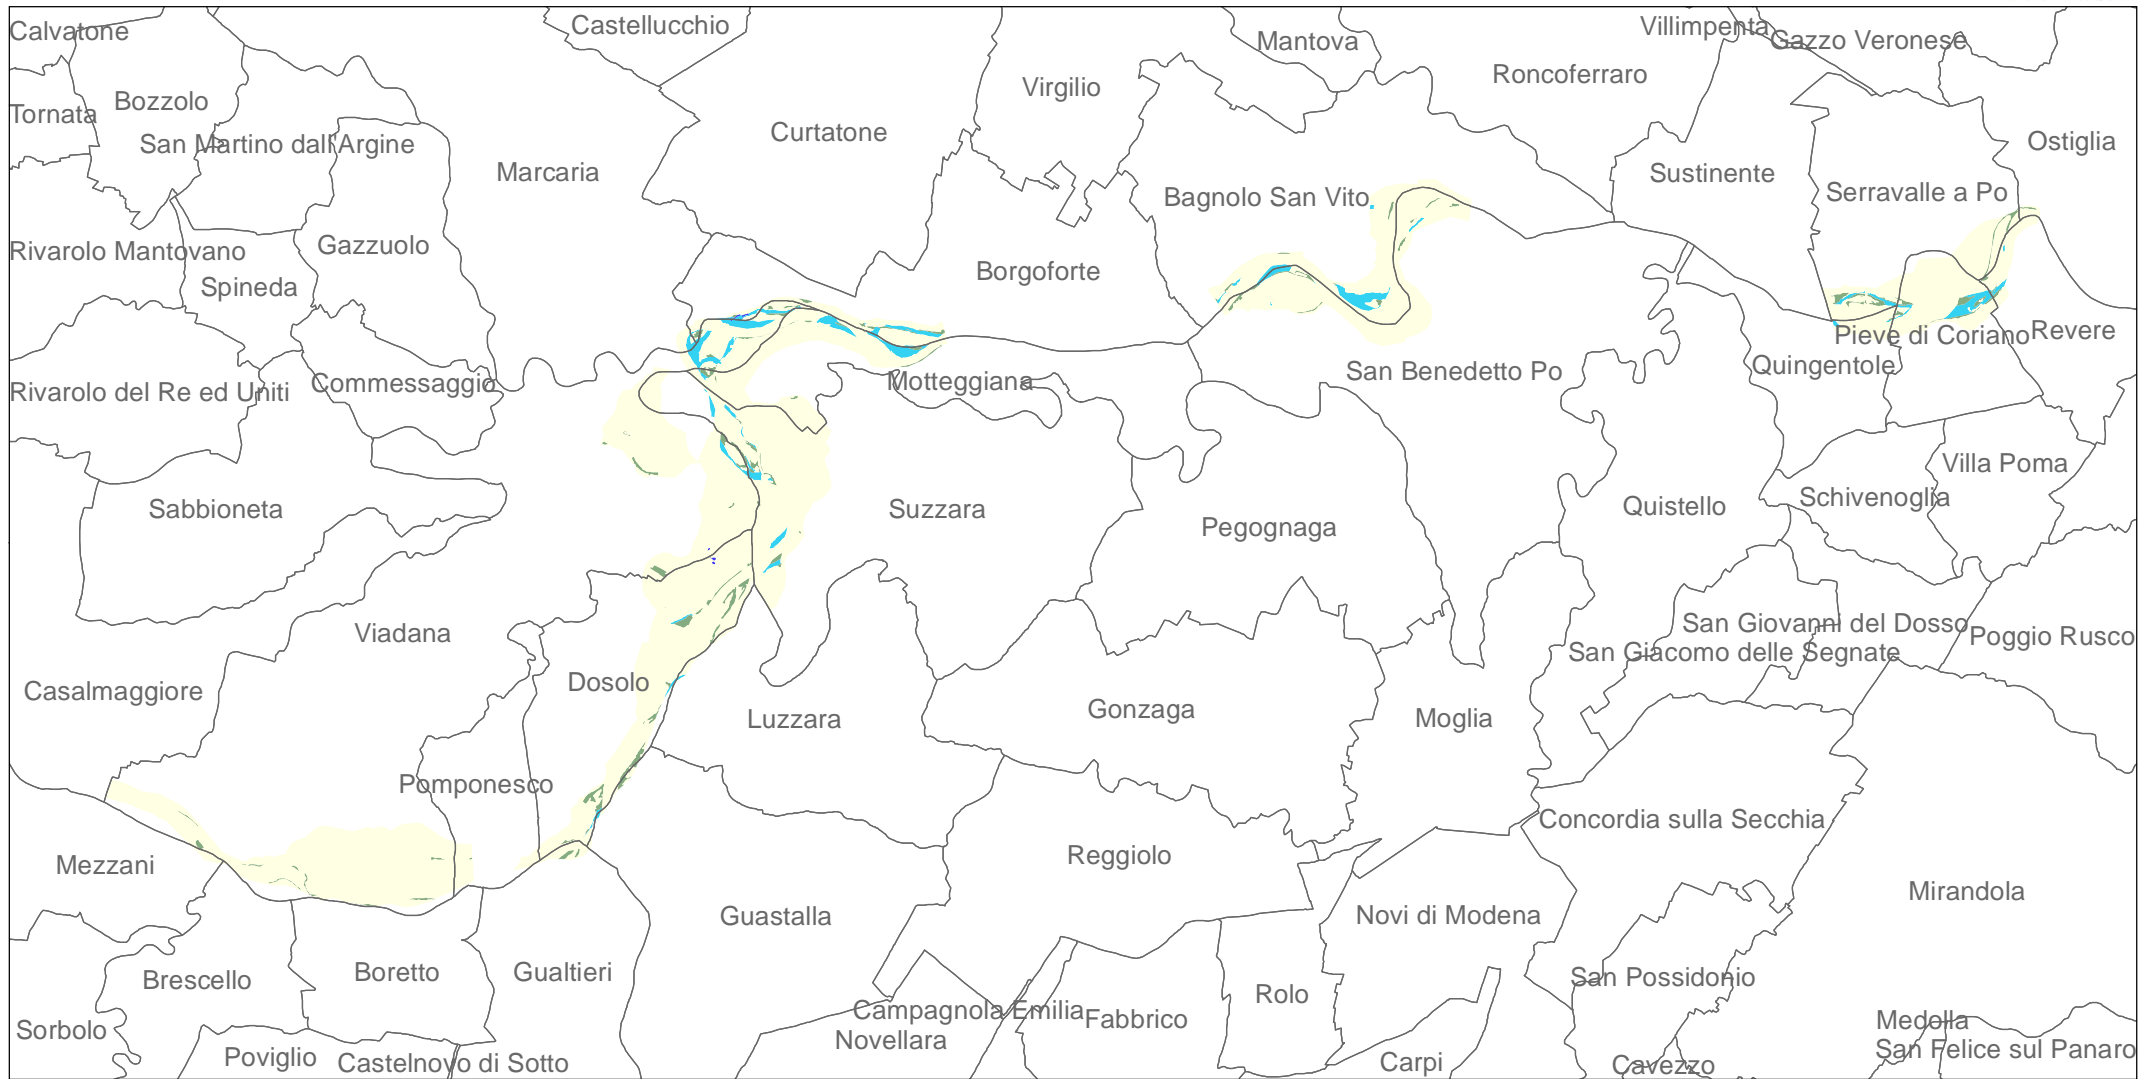 Castellucchio
Calvatone
Villimpenta
Mantova
Gazzo Veronese
Roncoferraro
Virgilio
Bozzolo
Tornata
Curtatone
San Martino dall'Argine
Ostiglia
Marcaria
Sustinente
Serravalle a Po
Bagnolo San Vito
Gazzuolo
Rivarolo Mantovano
Borgoforte
Spineda
Pieve di Coriano
Revere
Quingentole
San Benedetto Po
Motteggiana
Commessaggio
Rivarolo del Re ed Uniti
Villa Poma
Schivenoglia
Quistello
Sabbioneta
Suzzara
Pegognaga
San Giovanni del Dosso
Viadana
Poggio Rusco
San Giacomo delle Segnate
Dosolo
Casalmaggiore
Gonzaga
Luzzara
Moglia
Pomponesco
Concordia sulla Secchia
Reggiolo
Mezzani
Mirandola
Guastalla
Novi di Modena
Boretto
Gualtieri
San Possidonio
Brescello
Rolo
Campagnola Emilia
Fabbrico
Medolla
Sorbolo
Novellara
San Felice sul Panaro
Poviglio
Castelnovo di Sotto
Carpi
Cavezzo